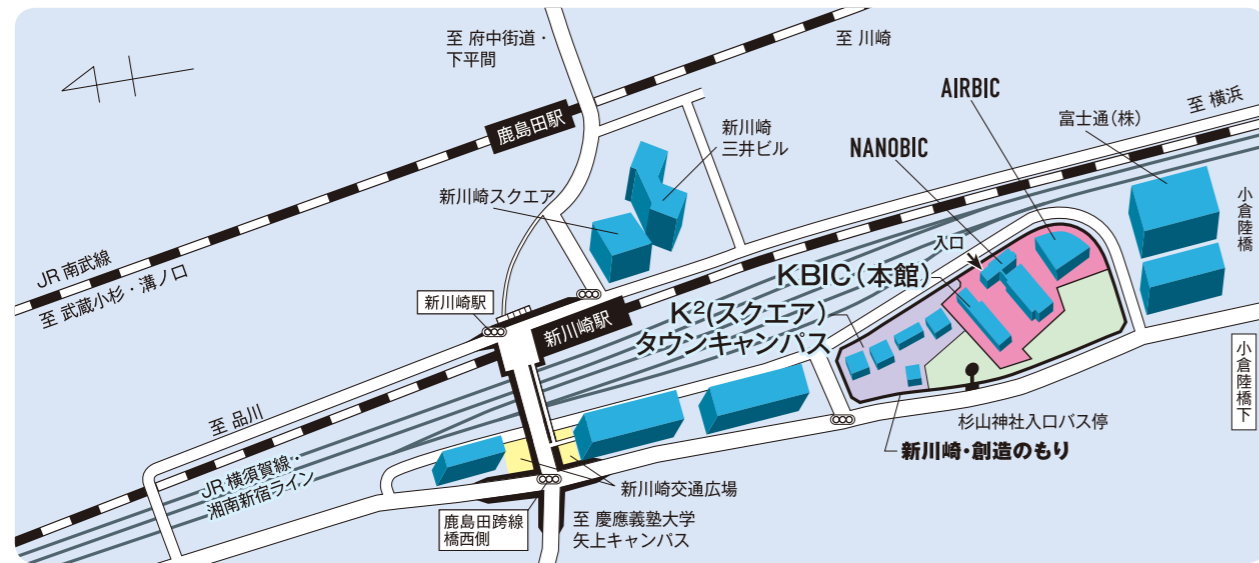 至 府中街道・
下平間
至 川崎
鹿島田駅
AIRBIC
至 横浜
富士通(株)
新川崎
三井ビル
NANOBIC
新川崎スクエア
小倉陸橋
入口
JR 南武線
至 武蔵小杉・溝ノ口
KBIC(本館)
新川崎駅
新川崎駅
K²(スクエア)
タウンキャンパス
小倉陸橋下
至 品川
杉山神社入口バス停
新川崎・創造のもり
JR 横須賀線・
湘南新宿ライン
新川崎交通広場
鹿島田跨線
橋西側
至 慶應義塾大学
矢上キャンパス